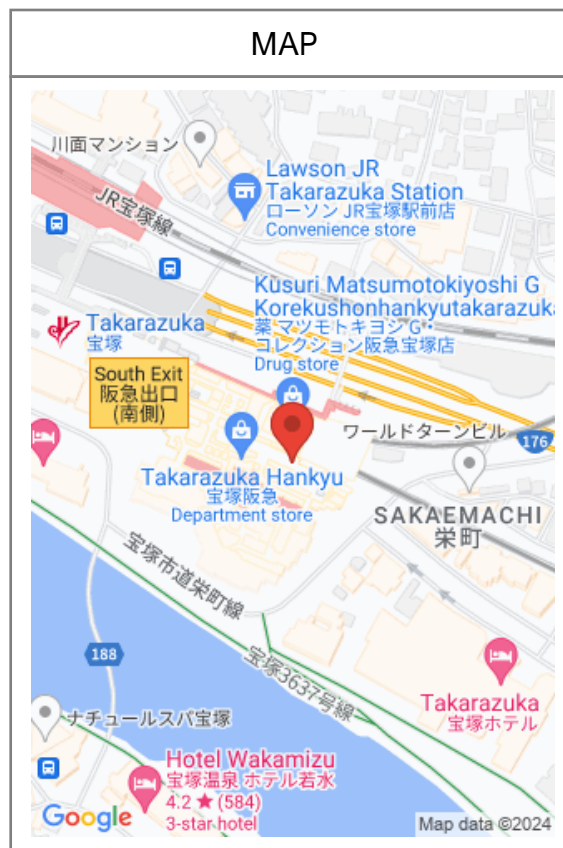 MAP
川面マンション
Lawson JR
Takarazuka Station
ローソン JR宝塚駅前店
Convenience store
JR宝塚線
Kusuri Matsumotokiyoshi G
Korekushonhankyutakarazuka
薬 マツモトキヨシ G・
コレクション阪急宝塚店
Drug store
Takarazuka
宝塚
South Exit
阪急出口
(南側)
ワールドターンビル
176
Takarazuka Hankyu
宝塚阪急
Department store
SAKAEMACHI
栄町
宝塚市道栄町線
188
宝塚3637号線
Takarazuka
宝塚ホテル
ナチュールスパ宝塚
Hotel Wakamizu
宝塚温泉 ホテル若水
4.2 ★ (584)
3-star hotel
Google
Map data ©2024